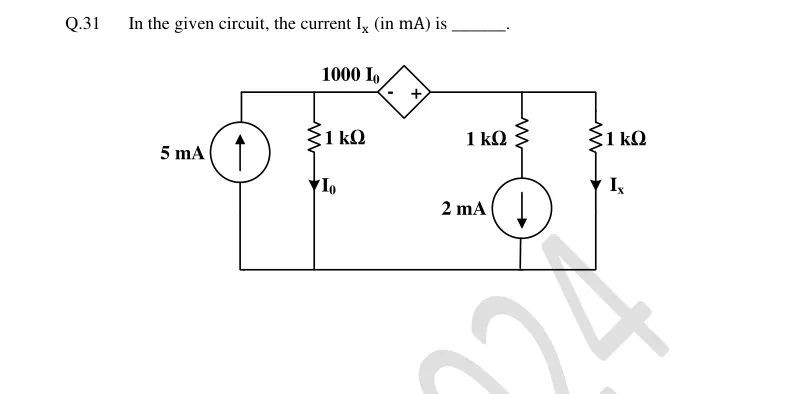 Q.31 In the given circuit, the current Iₓ (in mA) is ______.
1000 I₀
- +
1 kΩ 1 kΩ 1 kΩ
5 mA
I₀ Iₓ
2 mA
024